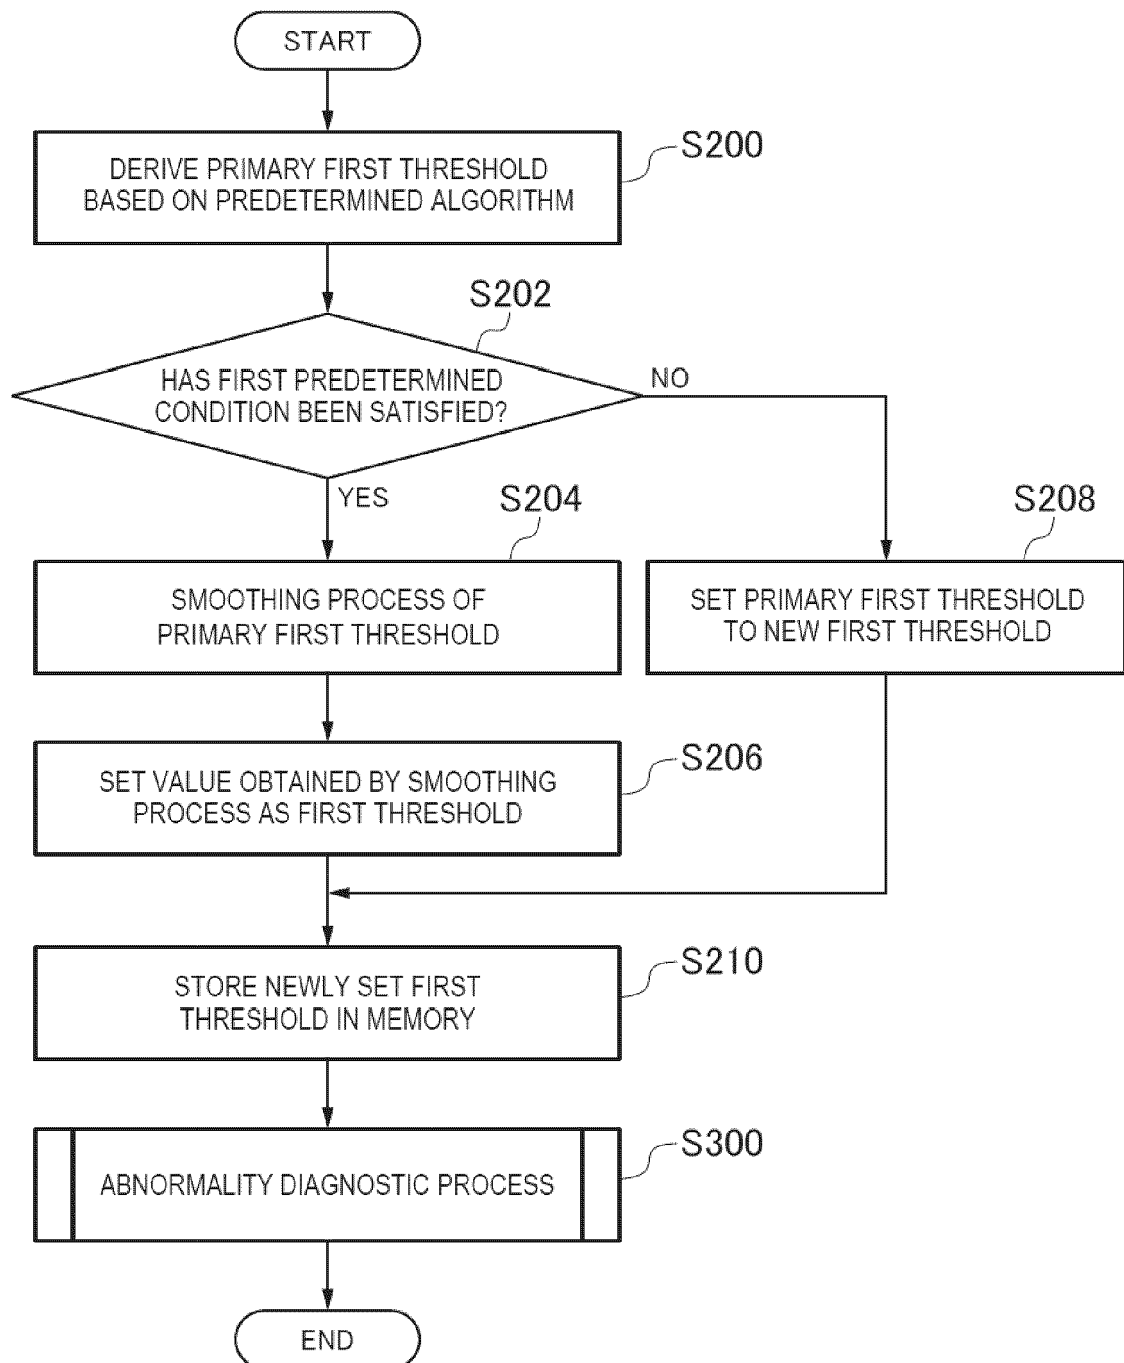 START
S200
DERIVE PRIMARY FIRST THRESHOLD
BASED ON PREDETERMINED ALGORITHM
S202
HAS FIRST PREDETERMINED
CONDITION BEEN SATISFIED?
NO
YES
S204
SMOOTHING PROCESS OF
PRIMARY FIRST THRESHOLD
S208
SET PRIMARY FIRST THRESHOLD
TO NEW FIRST THRESHOLD
S206
SET VALUE OBTAINED BY SMOOTHING
PROCESS AS FIRST THRESHOLD
S210
STORE NEWLY SET FIRST
THRESHOLD IN MEMORY
S300
ABNORMALITY DIAGNOSTIC PROCESS
END